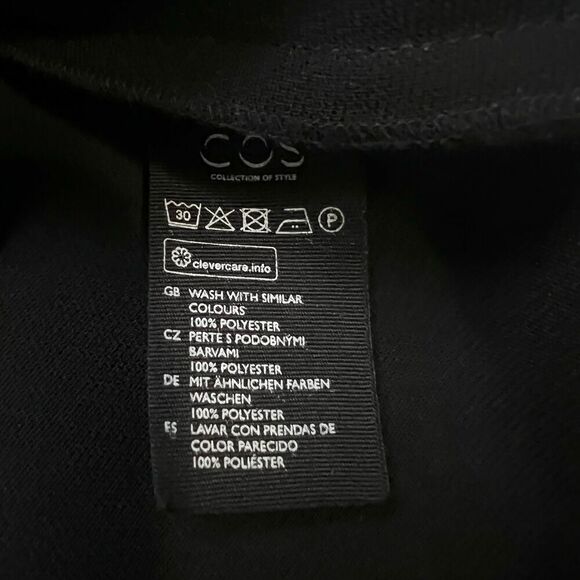 COS
COLLECTION OF STYLE
30
P
clevercare.info
GB WASH WITH SIMILAR
COLOURS
100% POLYESTER
CZ PERTE S PODOBNÝMI
BARVAMI
100% POLYESTER
DE MIT ÄHNLICHEN FARBEN
WASCHEN
100% POLYESTER
ES LAVAR CON PRENDAS DE
COLOR PARECIDO
100% POLIÉSTER